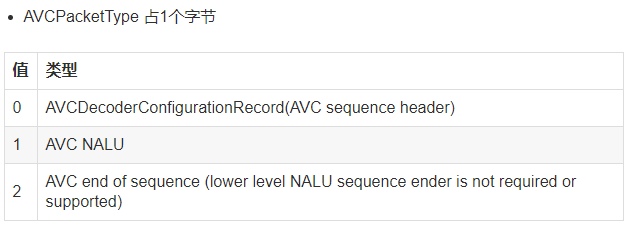 AVCPacketType 占1个字节
值 类型
0 AVCDecoderConfigurationRecord(AVC sequence header)
1 AVC NALU
2 AVC end of sequence (lower level NALU sequence ender is not required or
supported)